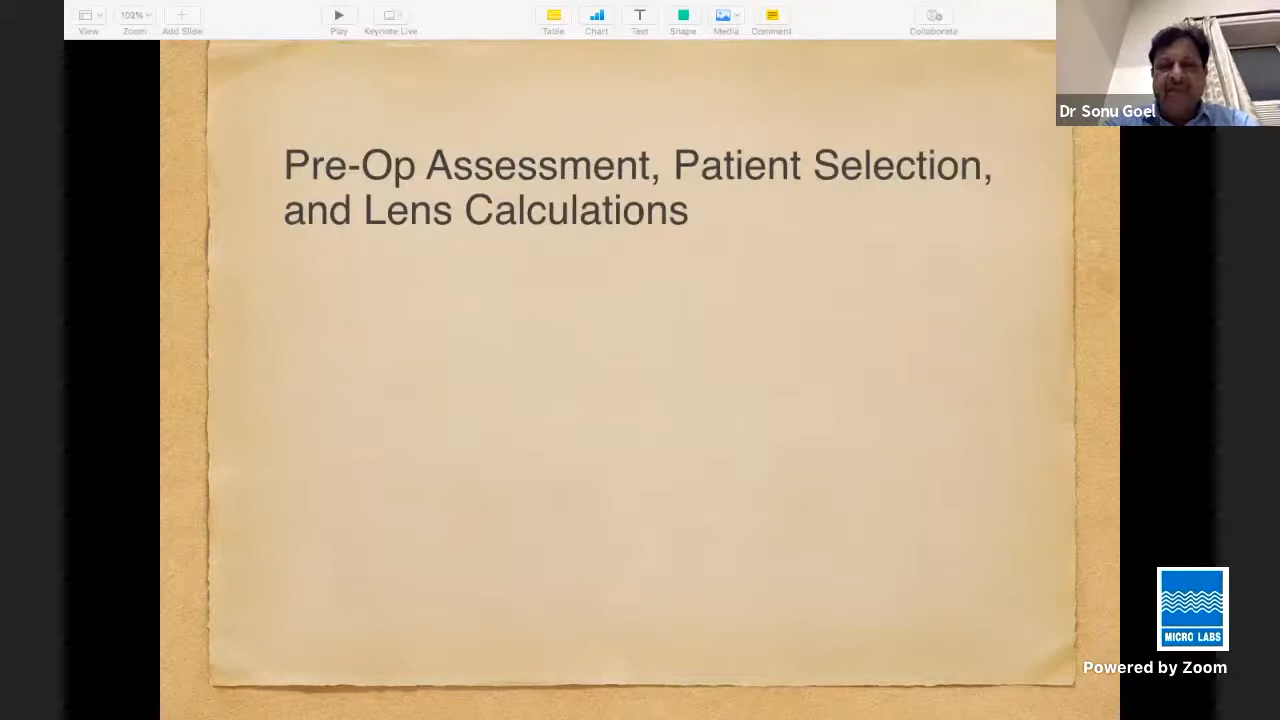 102%
View
Zoom
Add Slide
Play
Keynote Live
Table
Chart
Text
Shape
Media
Comment
Collaborate
Dr Sonu Goel
Pre-Op Assessment, Patient Selection,
and Lens Calculations
MICRO LABS
Powered by Zoom